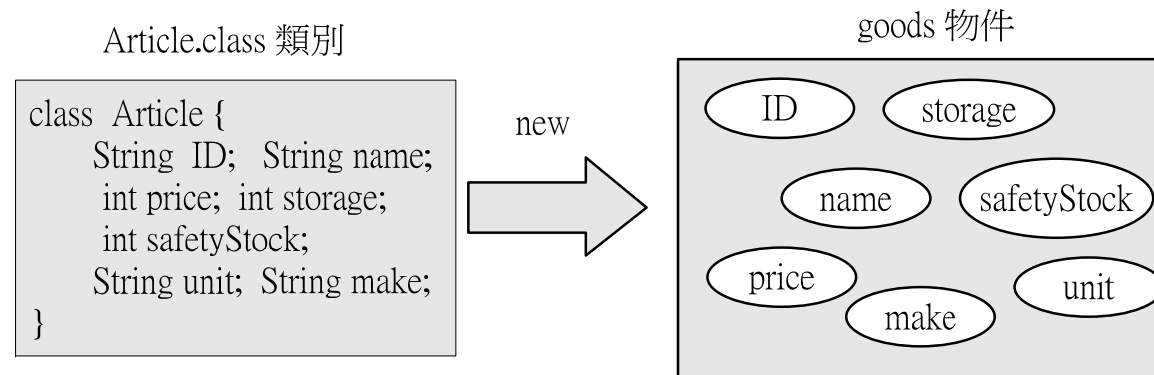 Article.class 類別
class Article {
String ID; String name;
int price; int storage;
int safetyStock;
String unit; String make;
}
new
goods 物件
ID
storage
name
safetyStock
price
unit
make